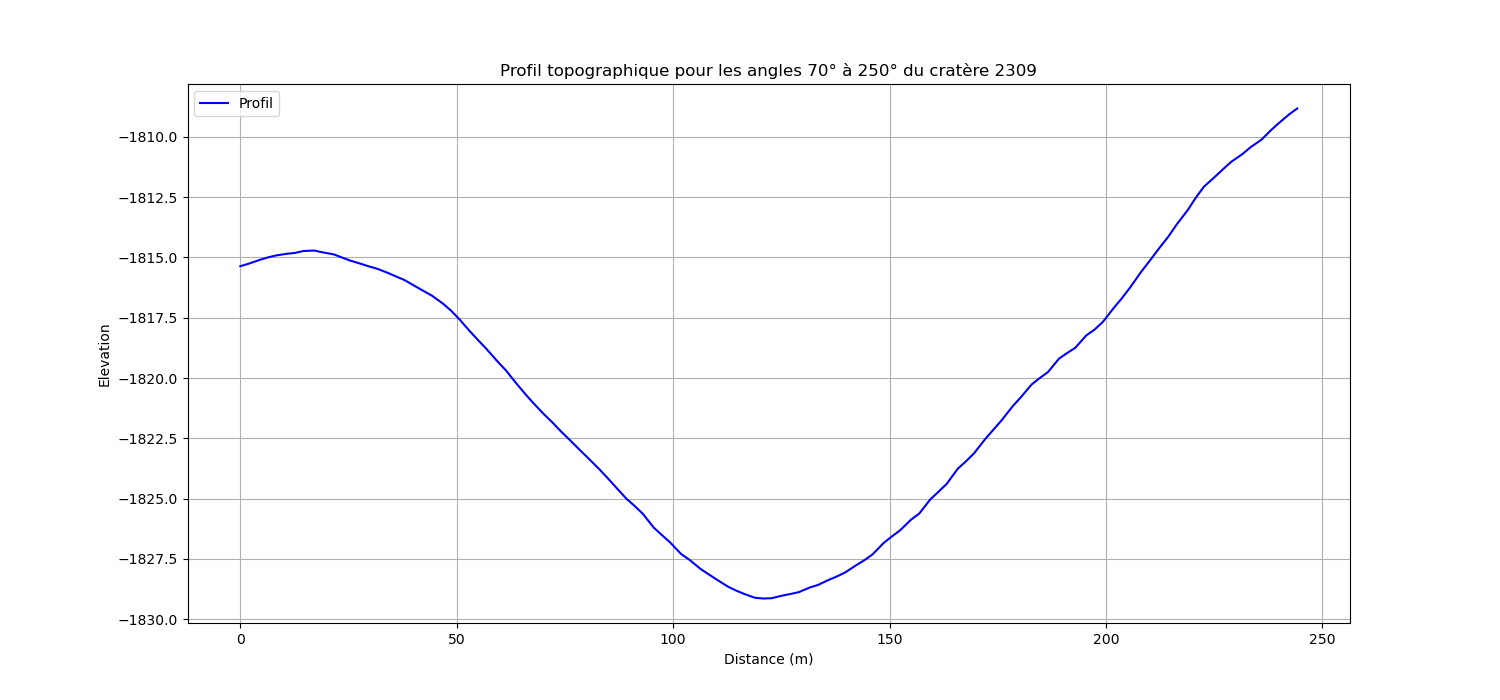 Profil topographique pour les angles 70° à 250° du cratère 2309
Profil
−1810.0
−1812.5
−1815.0
−1817.5
−1820.0
−1822.5
−1825.0
−1827.5
−1830.0
Elevation
0 50 100 150 200 250
Distance (m)